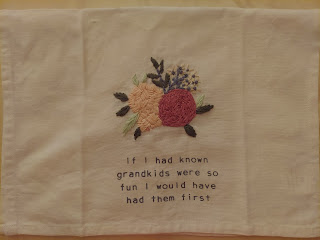 If I had known
grandkids were so
fun I would have
had them first